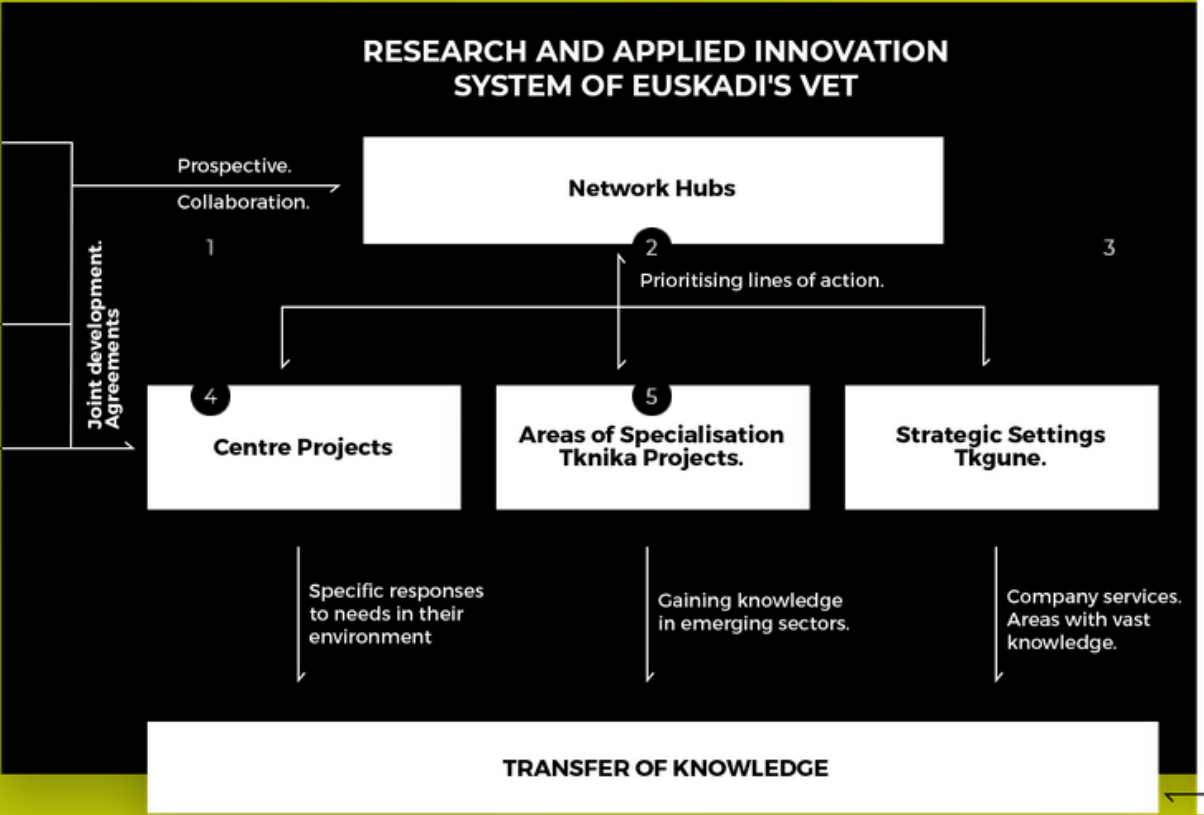 RESEARCH AND APPLIED INNOVATION
SYSTEM OF EUSKADI'S VET
Prospective.
Collaboration.
Network Hubs
1
2
3
Prioritising lines of action.
Joint development.
Agreements
4
5
Centre Projects
Areas of Specialisation
Tknika Projects.
Strategic Settings
Tkgune.
Specific responses
to needs in their
environment
Gaining knowledge
in emerging sectors.
Company services.
Areas with vast
knowledge.
TRANSFER OF KNOWLEDGE